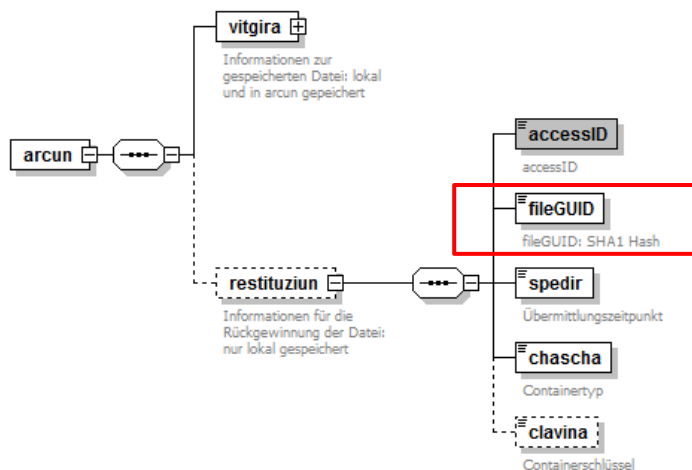 vitgira
Informationen zur
gespeicherten Datei: lokal
und in arcun gepeichert
arcun
accessID
accessID
fileGUID
fileGUID: SHA1 Hash
restituziun
Informationen für die
Rückgewinnung der Datei:
nur lokal gespeichert
spedir
Übermittlungszeitpunkt
chascha
Containertyp
clavina
Containerschlüssel